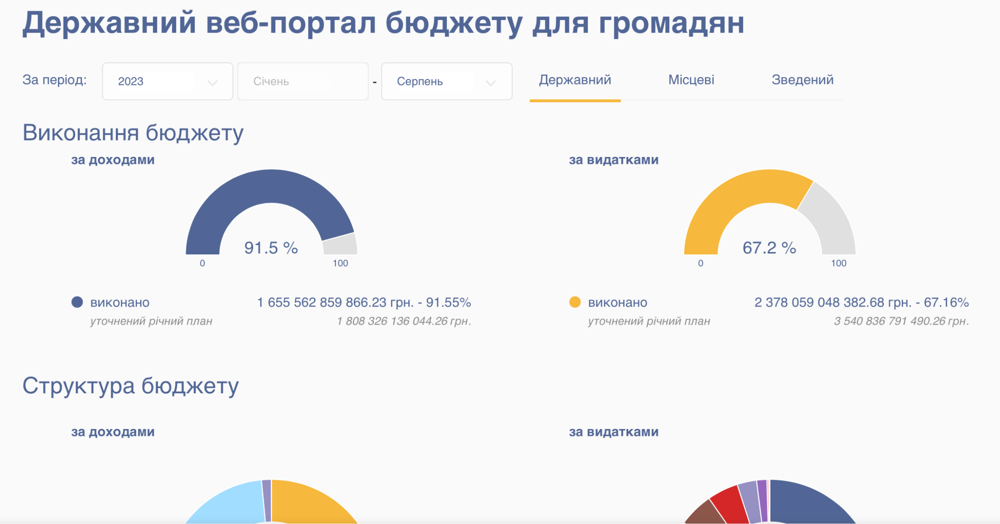 Державний веб-портал бюджету для громадян
За період: 2023 Січень - Серпень Державний Місцеві Зведений
Виконання бюджету
за доходами
91.5 %
0 100
виконано 1 655 562 859 866.23 грн. - 91.55%
уточнений річний план 1 808 326 136 044.26 грн.
за видатками
67.2 %
0 100
виконано 2 378 059 048 382.68 грн. - 67.16%
уточнений річний план 3 540 836 791 490.26 грн.
Структура бюджету
за доходами
за видатками